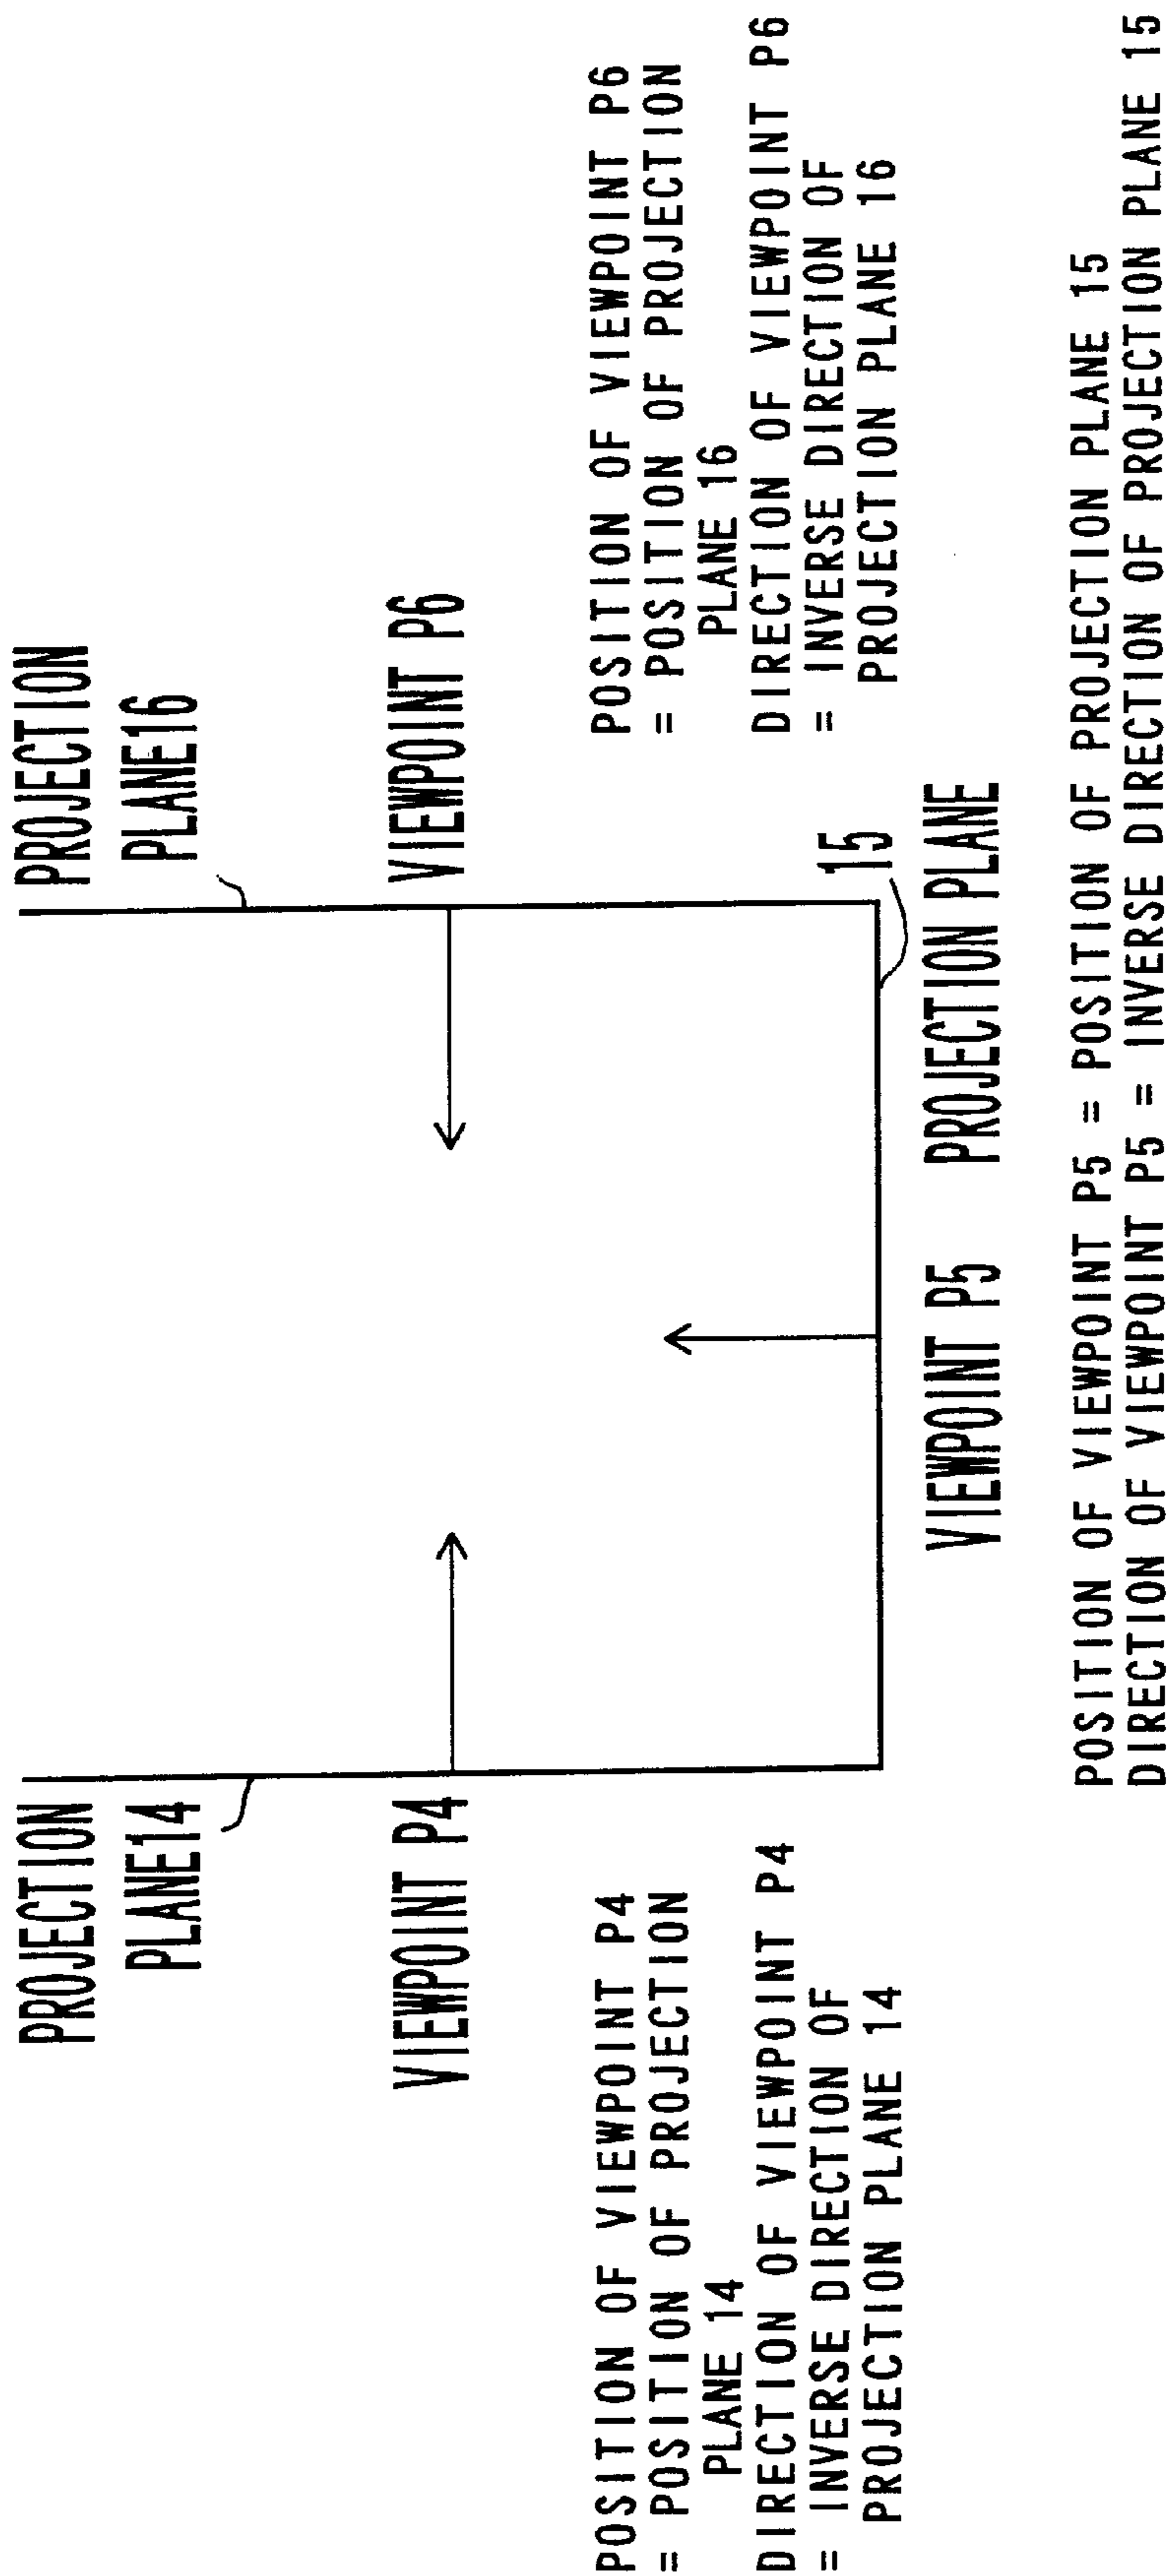 PROJECTION
PLANE14
VIEWPOINT P4
POSITION OF VIEWPOINT P4
= POSITION OF PROJECTION
PLANE 14
DIRECTION OF VIEWPOINT P4
= INVERSE DIRECTION OF
PROJECTION PLANE 14
PROJECTION
PLANE16
VIEWPOINT P6
POSITION OF VIEWPOINT P6
= POSITION OF PROJECTION
PLANE 16
DIRECTION OF VIEWPOINT P6
= INVERSE DIRECTION OF
PROJECTION PLANE 16
15
VIEWPOINT P5 PROJECTION PLANE
POSITION OF VIEWPOINT P5 = POSITION OF PROJECTION PLANE 15
DIRECTION OF VIEWPOINT P5 = INVERSE DIRECTION OF PROJECTION PLANE 15